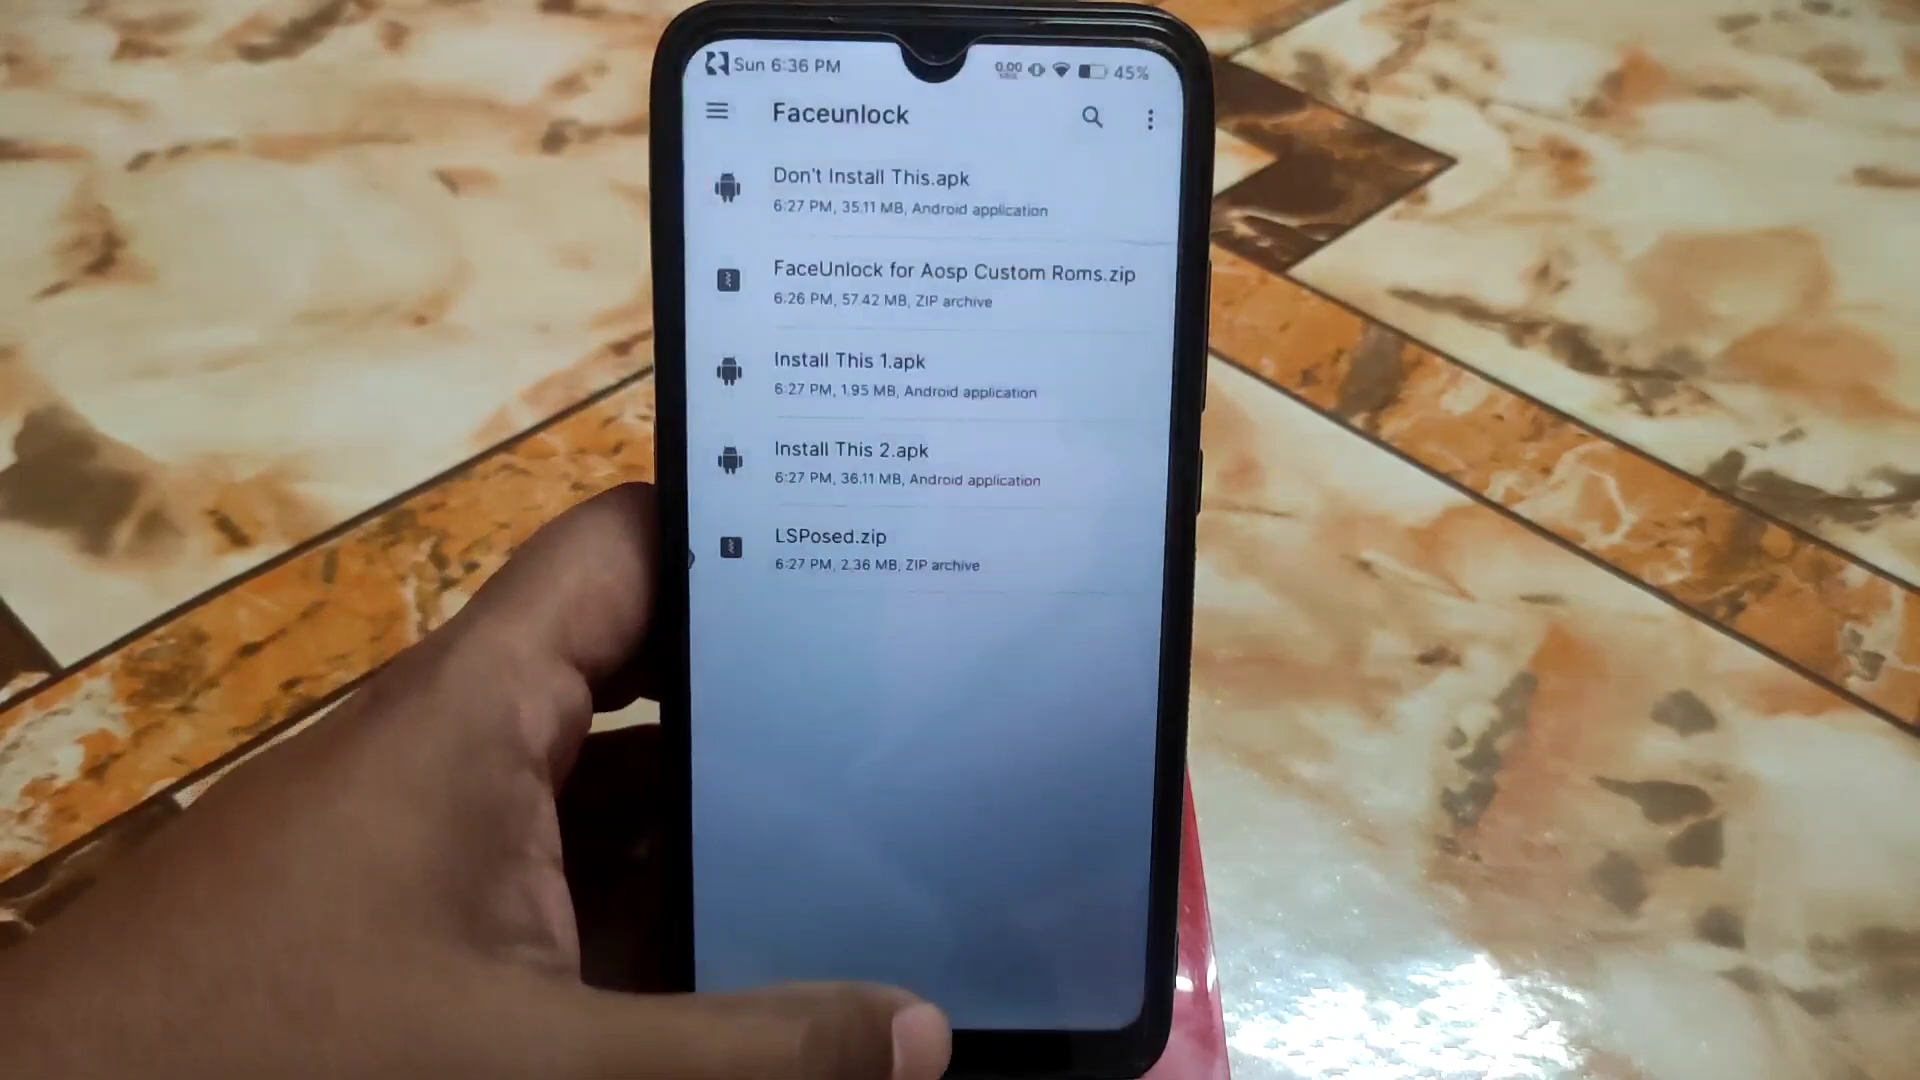 Sun 6:36 PM
0.00
45%
Faceunlock
Don't Install This.apk
6:27 PM, 35.11 MB, Android application
FaceUnlock for Aosp Custom Roms.zip
6:26 PM, 57.42 MB, ZIP archive
Install This 1.apk
6:27 PM, 1.95 MB, Android application
Install This 2.apk
6:27 PM, 36.11 MB, Android application
LSPosed.zip
6:27 PM, 2.36 MB, ZIP archive